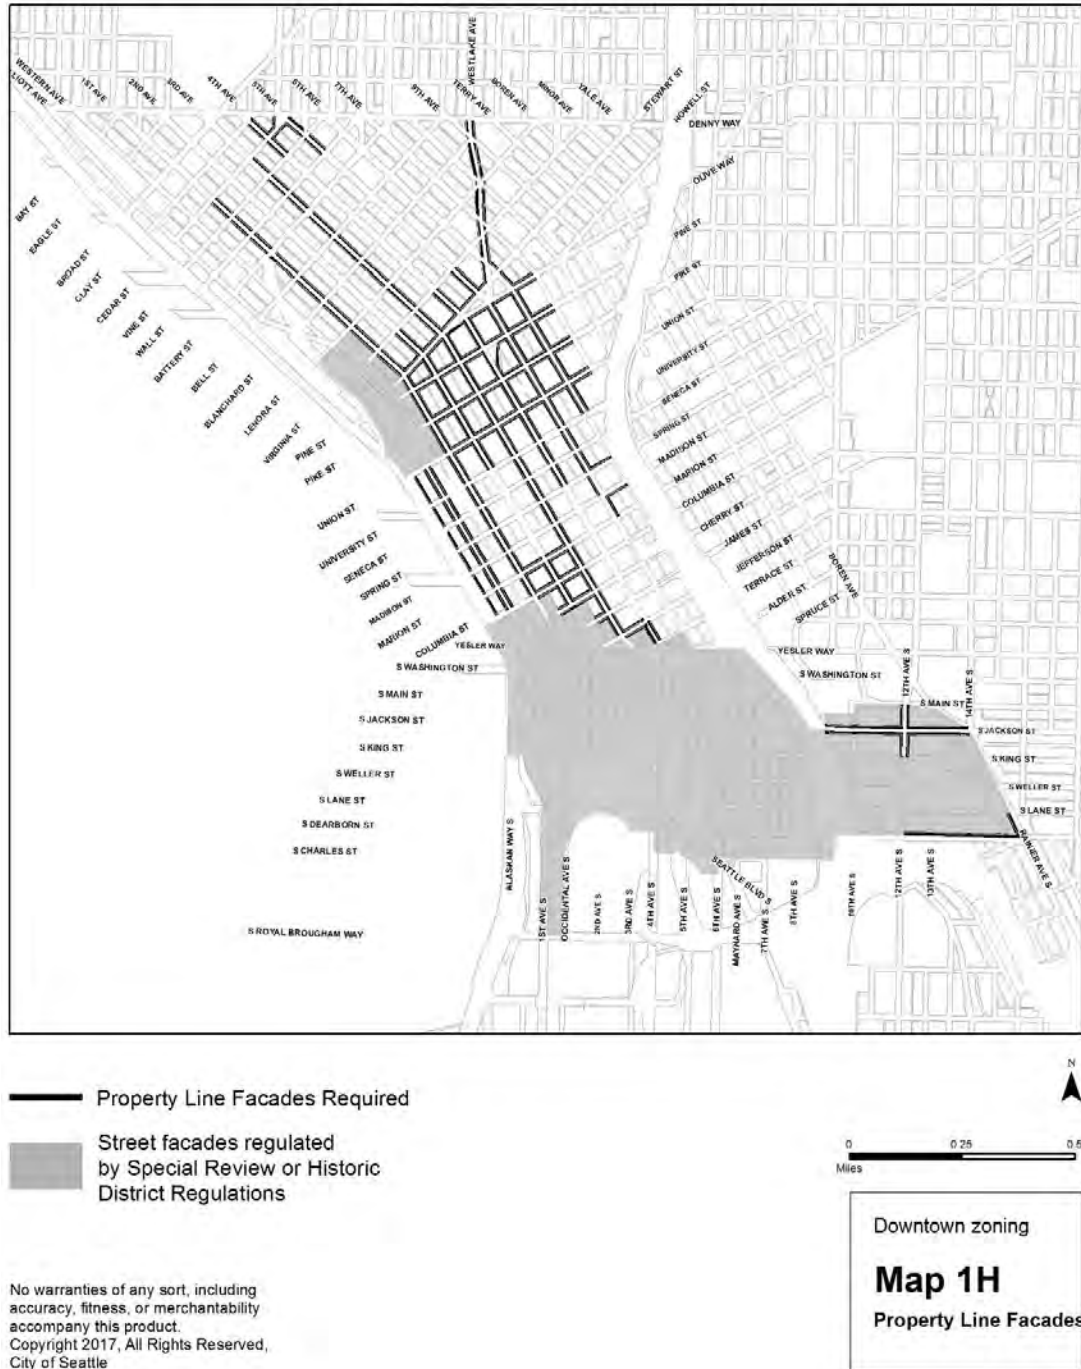 WESTLAKE AVE
WESTERN AVE
LIOTT AVE
1ST AVE
2ND AVE
3RD AVE
4TH AVE
5TH AVE
6TH AVE
7TH AVE
9TH AVE
TERRY AVE
BOREN AVE
MINOR AVE
YALE AVE
STEWART ST
HOWELL ST
DENNY WAY
OLIVE WAY
PINE ST
PIKE ST
UNION ST
UNIVERSITY ST
SENECA ST
SPRING ST
MADISON ST
MARION ST
COLUMBIA ST
CHERRY ST
JAMES ST
JEFFERSON ST
TERRACE ST
ALDER ST
SPRUCE ST
BOREN AVE
YESLER WAY
S WASHINGTON ST
12TH AVE S
14TH AVE S
S MAIN ST
S JACKSON ST
S KING ST
S WELLER ST
S LANE ST
RAINIER AVE S
BAY ST
EAGLE ST
BROAD ST
CLAY ST
CEDAR ST
VINE ST
WALL ST
BATTERY ST
BELL ST
BLANCHARD ST
LENORA ST
VIRGINIA ST
PINE ST
PIKE ST
UNION ST
UNIVERSITY ST
SENECA ST
SPRING ST
MADISON ST
MARION ST
COLUMBIA ST
YESLER WAY
S WASHINGTON ST
S MAIN ST
S JACKSON ST
S KING ST
S WELLER ST
S LANE ST
S DEARBORN ST
S CHARLES ST
S ROYAL BROUGHAM WAY
ALASKAN WAY S
1ST AVE S
OCCIDENTAL AVE S
2ND AVE S
3RD AVE S
4TH AVE S
5TH AVE S
6TH AVE S
SEATTLE BLVD S
MAYNARD AVE S
7TH AVE S
8TH AVE S
12TH AVE S
13TH AVE S
Property Line Facades Required
Street facades regulated
by Special Review or Historic
District Regulations
N
0 0.25 0.5
Miles
Downtown zoning
Map 1H
Property Line Facades
No warranties of any sort, including
accuracy, fitness, or merchantability
accompany this product.
Copyright 2017, All Rights Reserved,
City of Seattle